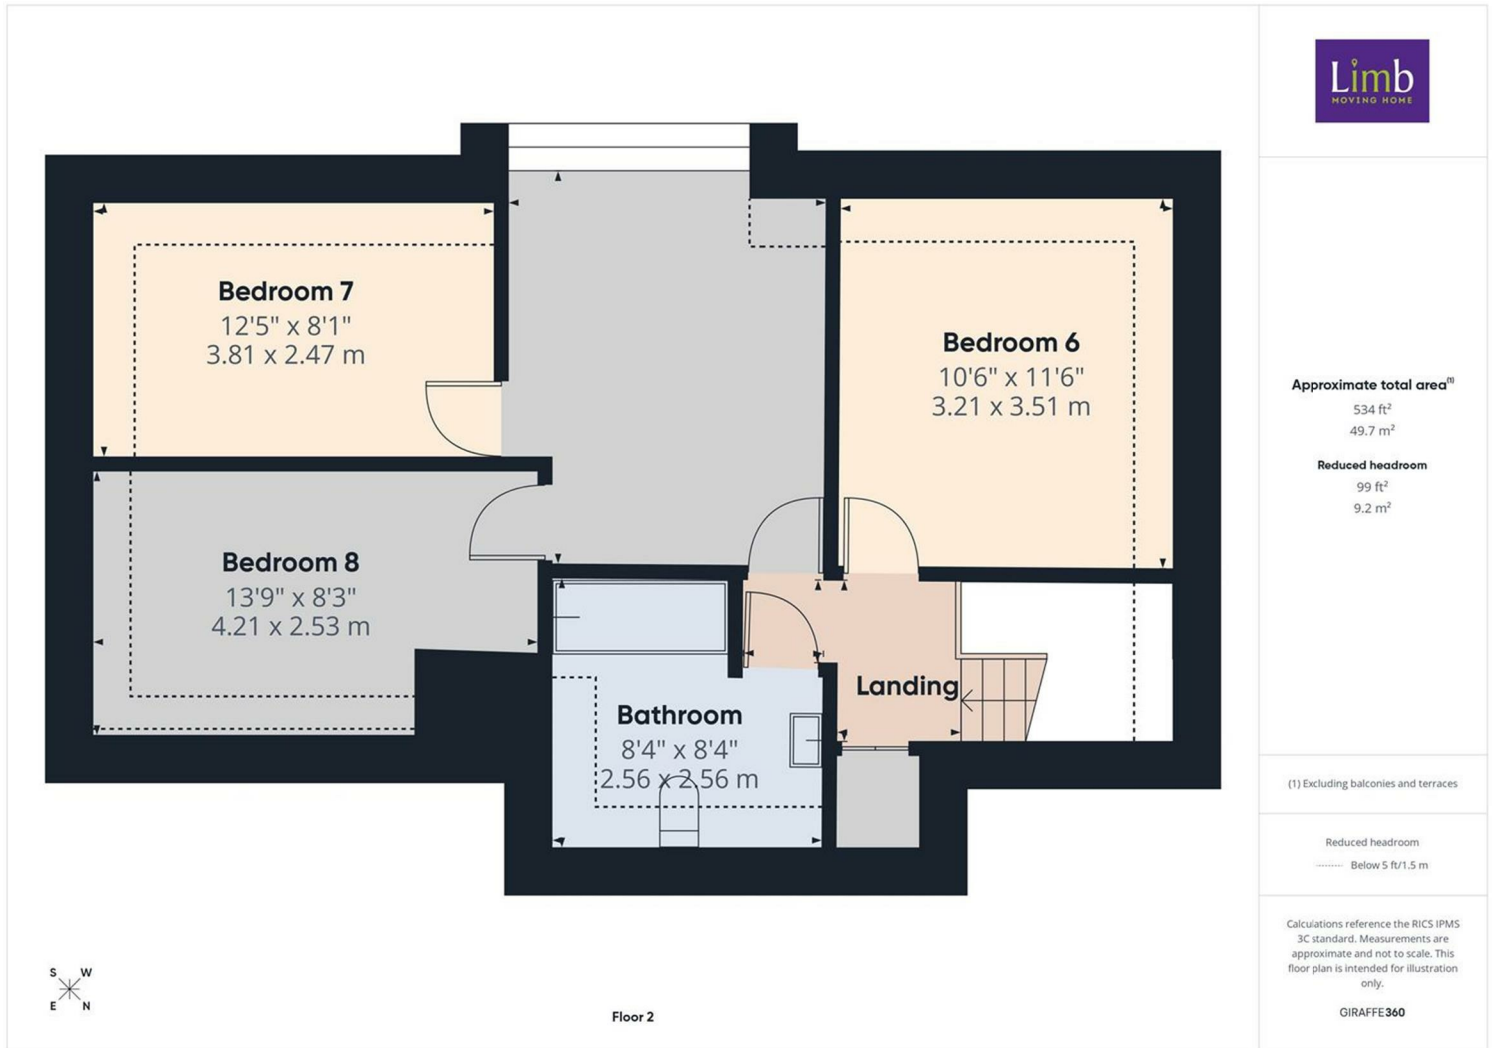 Limb
MOVING HOME
Bedroom 7
12'5" x 8'1"
3.81 x 2.47 m
Bedroom 6
10'6" x 11'6"
3.21 x 3.51 m
Bedroom 8
13'9" x 8'3"
4.21 x 2.53 m
Landing
Bathroom
8'4" x 8'4"
2.56 x 2.56 m
Approximate total area(1)
534 ft²
49.7 m²
Reduced headroom
99 ft²
9.2 m²
(1) Excluding balconies and terraces
Reduced headroom
Below 5 ft/1.5 m
Calculations reference the RICS IPMS
3C standard. Measurements are
approximate and not to scale. This
floor plan is intended for illustration
only.
GIRAFFE360
S W
E N
Floor 2